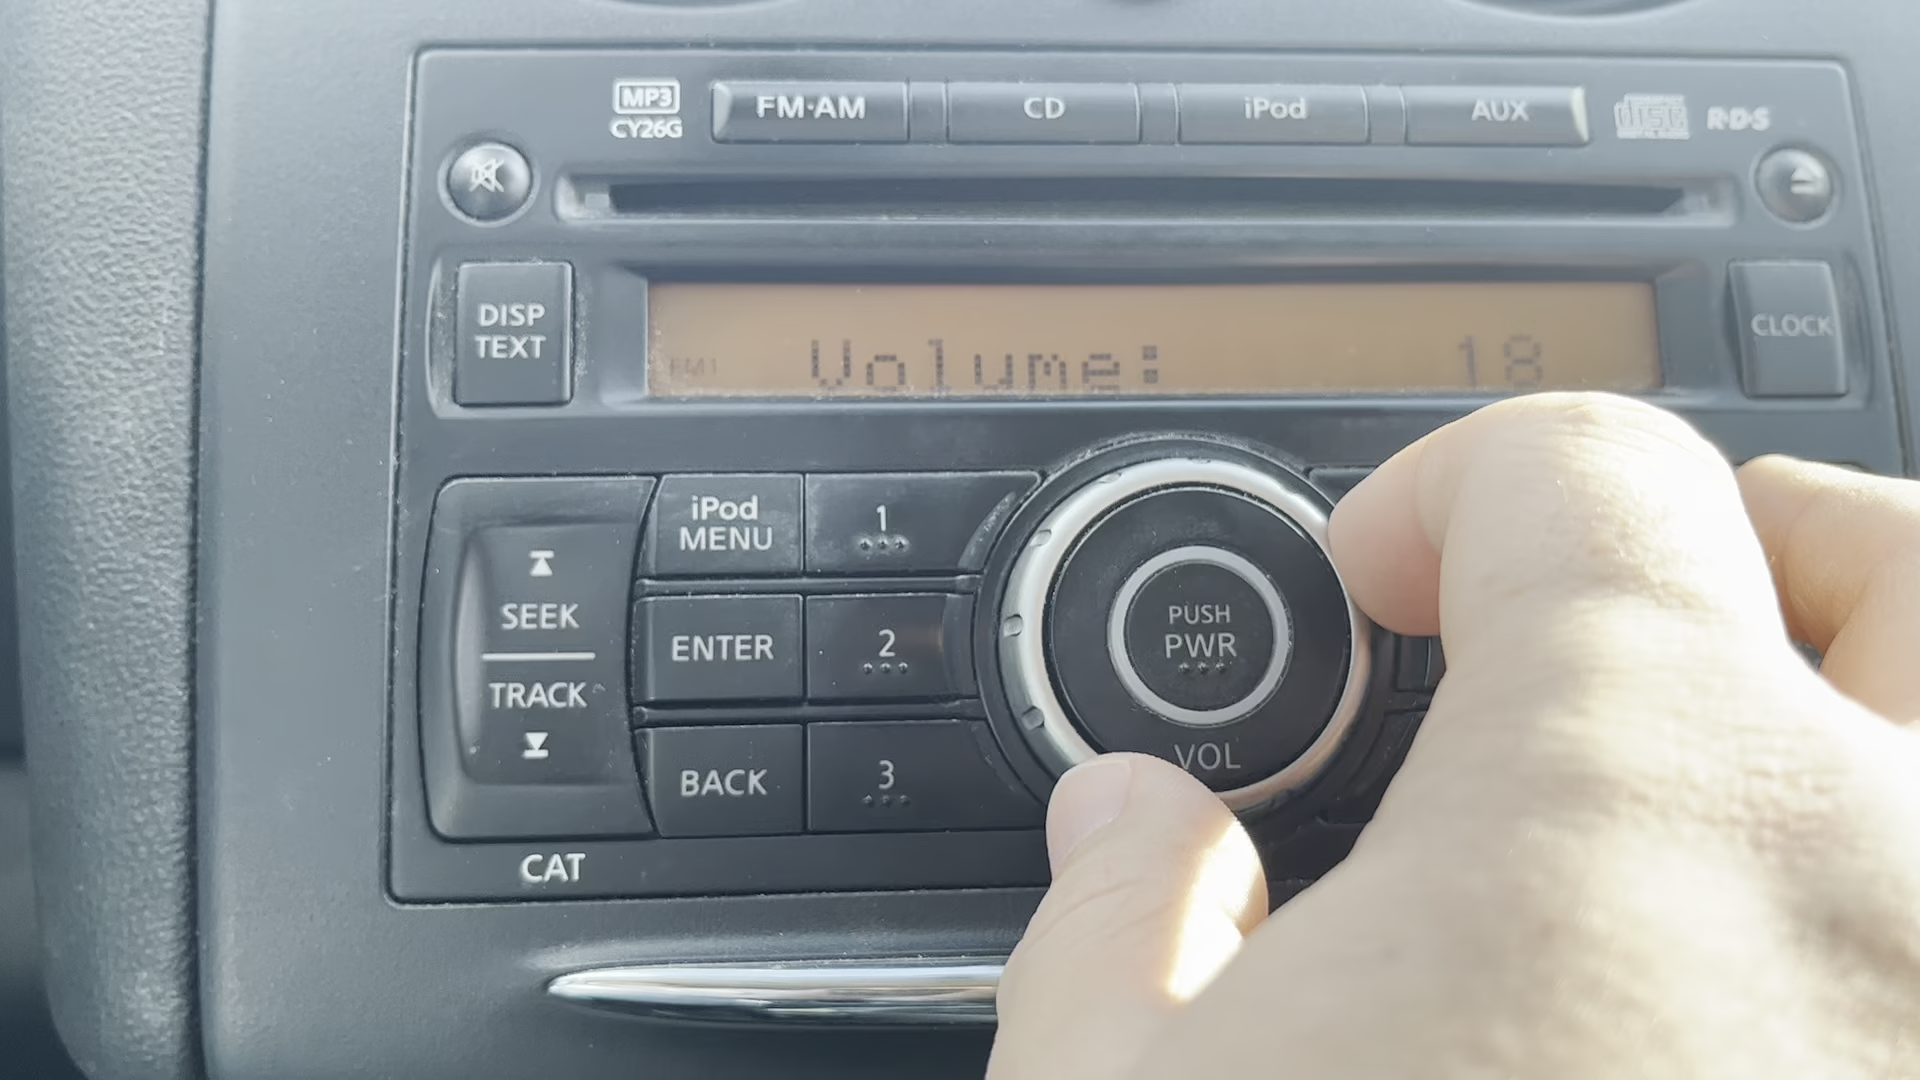 MP3
CY26G
FM·AM
CD
iPod
AUX
disc
R·D·S
DISP
TEXT
FM1
Volume: 18
CLOCK
iPod
MENU
1
SEEK
TRACK
ENTER
2
PUSH
PWR
BACK
3
VOL
CAT